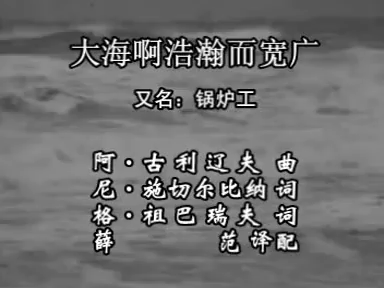 大海啊浩瀚而宽广
又名：锅炉工
阿·古利辽夫 曲
尼·施切尔比纳 词
格·祖巴瑞夫 词
薛 范 译配